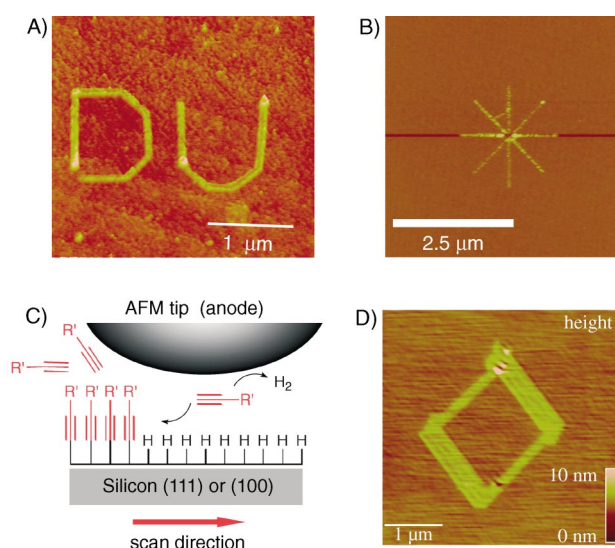 A)
DU
1 μm
B)
2.5 μm
C)
AFM tip (anode)
R'
R'
H₂
R' R' R' R'
R'
H H H H H H H H
Silicon (111) or (100)
scan direction
D)
height
10 nm
0 nm
1 μm